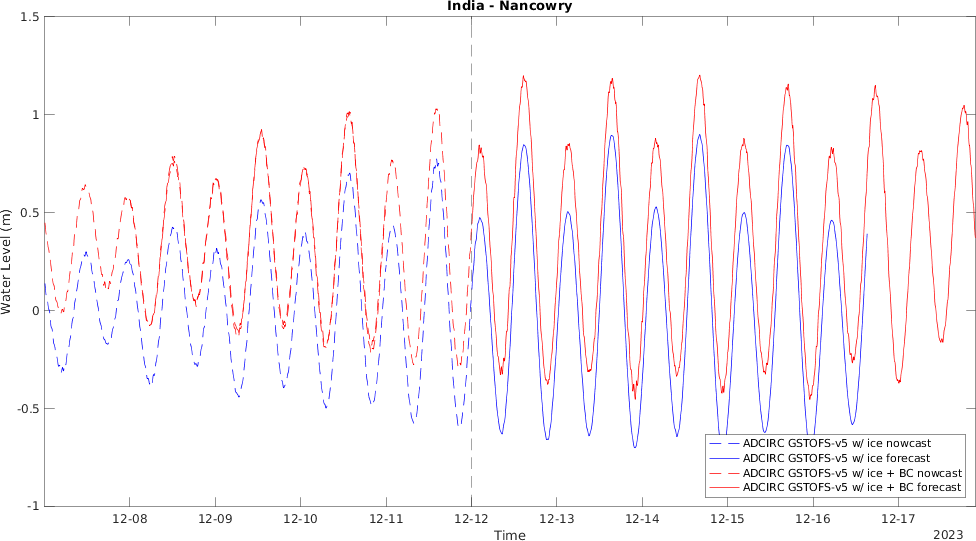 India - Nancowry
1.5
1
0.5
0
-0.5
-1
Water Level (m)
12-08
12-09
12-10
12-11
12-12
12-13
12-14
12-15
12-16
12-17
Time
2023
ADCIRC GSTOFS-v5 w/ ice nowcast
ADCIRC GSTOFS-v5 w/ ice forecast
ADCIRC GSTOFS-v5 w/ ice + BC nowcast
ADCIRC GSTOFS-v5 w/ ice + BC forecast